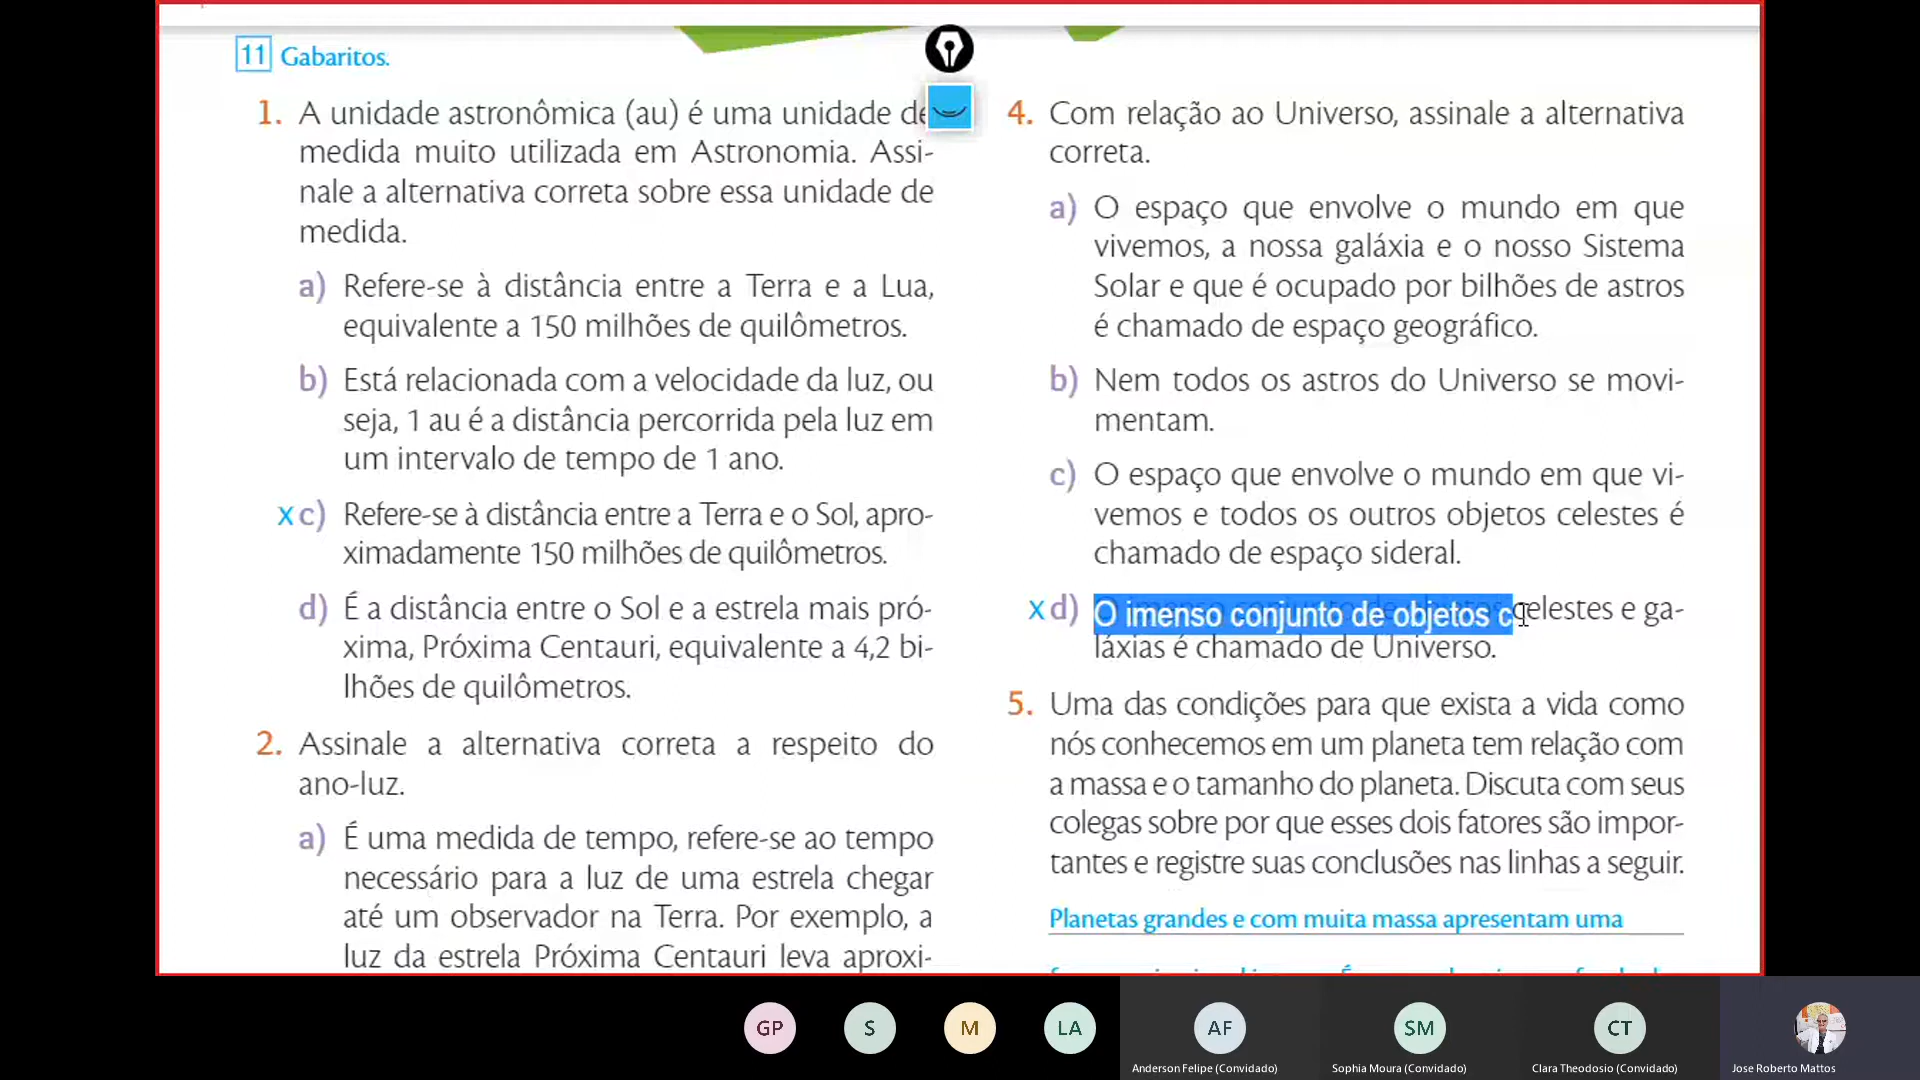 11 Gabaritos.
1. A unidade astronômica (au) é uma unidade de
medida muito utilizada em Astronomia. Assi-
nale a alternativa correta sobre essa unidade de
medida.
a) Refere-se à distância entre a Terra e a Lua,
equivalente a 150 milhões de quilômetros.
b) Está relacionada com a velocidade da luz, ou
seja, 1 au é a distância percorrida pela luz em
um intervalo de tempo de 1 ano.
x c) Refere-se à distância entre a Terra e o Sol, apro-
ximadamente 150 milhões de quilômetros.
d) É a distância entre o Sol e a estrela mais pró-
xima, Próxima Centauri, equivalente a 4,2 bi-
lhões de quilômetros.
2. Assinale a alternativa correta a respeito do
ano-luz.
a) É uma medida de tempo, refere-se ao tempo
necessário para a luz de uma estrela chegar
até um observador na Terra. Por exemplo, a
luz da estrela Próxima Centauri leva aproxi-
4. Com relação ao Universo, assinale a alternativa
correta.
a) O espaço que envolve o mundo em que
vivemos, a nossa galáxia e o nosso Sistema
Solar e que é ocupado por bilhões de astros
é chamado de espaço geográfico.
b) Nem todos os astros do Universo se movi-
mentam.
c) O espaço que envolve o mundo em que vi-
vemos e todos os outros objetos celestes é
chamado de espaço sideral.
x d) O imenso conjunto de objetos celestes e ga-
láxias é chamado de Universo.
5. Uma das condições para que exista a vida como
nós conhecemos em um planeta tem relação com
a massa e o tamanho do planeta. Discuta com seus
colegas sobre por que esses dois fatores são impor-
tantes e registre suas conclusões nas linhas a seguir.
Planetas grandes e com muita massa apresentam uma
GP S M LA AF SM CT
Anderson Felipe (Convidado) Sophia Moura (Convidado) Clara Theodosio (Convidado) Jose Roberto Mattos